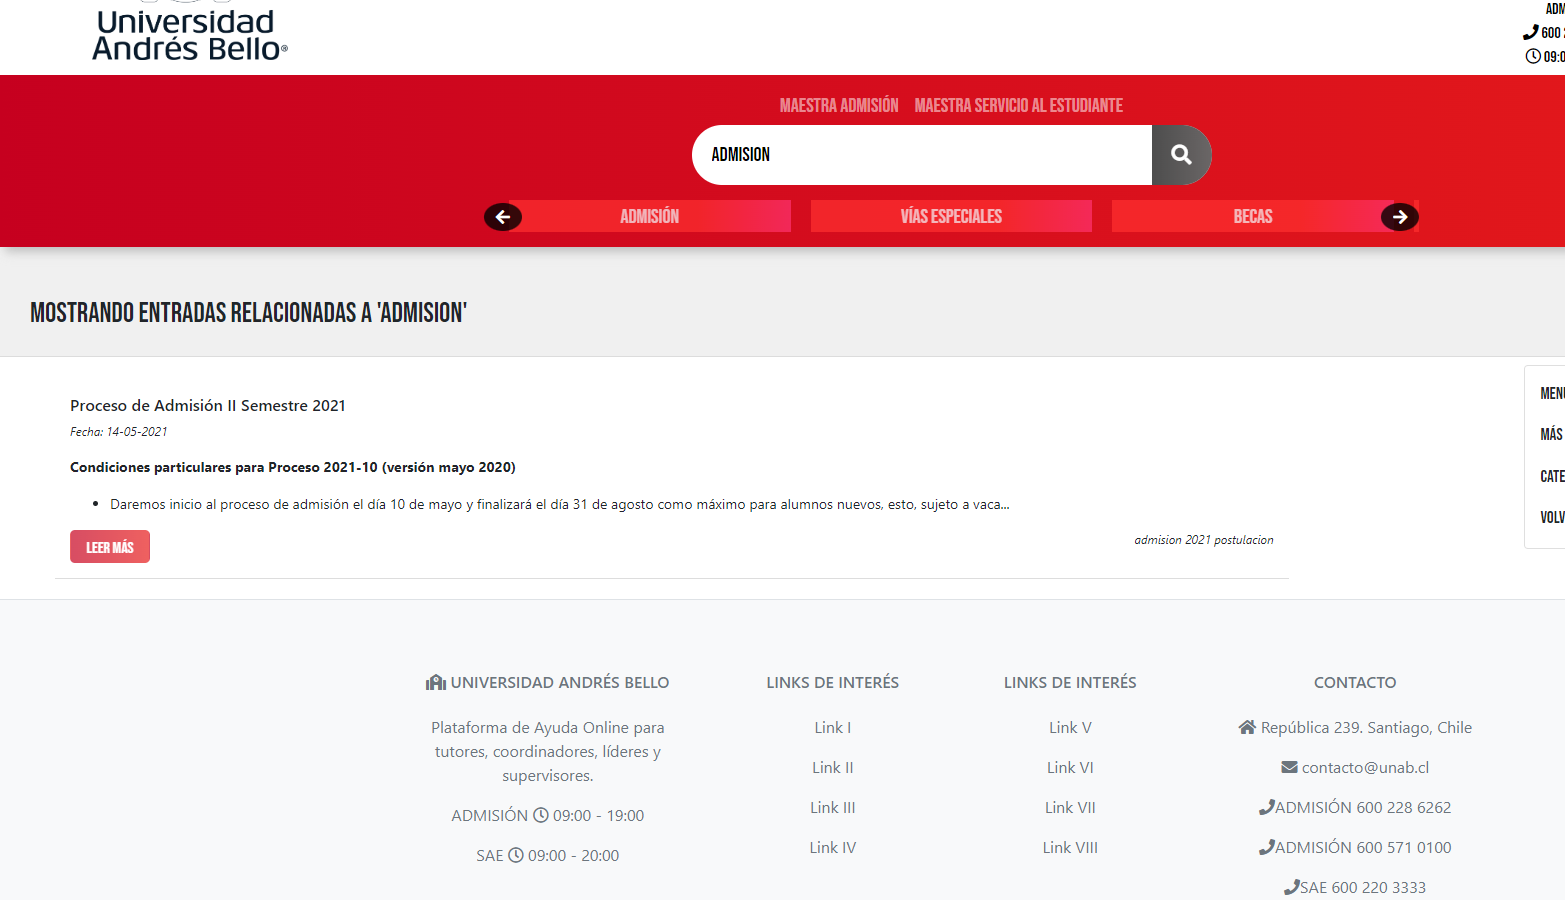 Universidad
Andrés Bello®
600
09:0
MAESTRA ADMISIÓN MAESTRA SERVICIO AL ESTUDIANTE
ADMISION
ADMISIÓN VÍAS ESPECIALES BECAS
MOSTRANDO ENTRADAS RELACIONADAS A 'ADMISION'
Proceso de Admisión II Semestre 2021
Fecha: 14-05-2021
Condiciones particulares para Proceso 2021-10 (versión mayo 2020)
• Daremos inicio al proceso de admisión el día 10 de mayo y finalizará el día 31 de agosto como máximo para alumnos nuevos, esto, sujeto a vaca...
LEER MÁS
admision 2021 postulacion
MÁS
UNIVERSIDAD ANDRÉS BELLO
Plataforma de Ayuda Online para
tutores, coordinadores, líderes y
supervisores.
ADMISIÓN 09:00 - 19:00
SAE 09:00 - 20:00
LINKS DE INTERÉS
Link I
Link II
Link III
Link IV
LINKS DE INTERÉS
Link V
Link VI
Link VII
Link VIII
CONTACTO
República 239. Santiago, Chile
contacto@unab.cl
ADMISIÓN 600 228 6262
ADMISIÓN 600 571 0100
SAE 600 220 3333